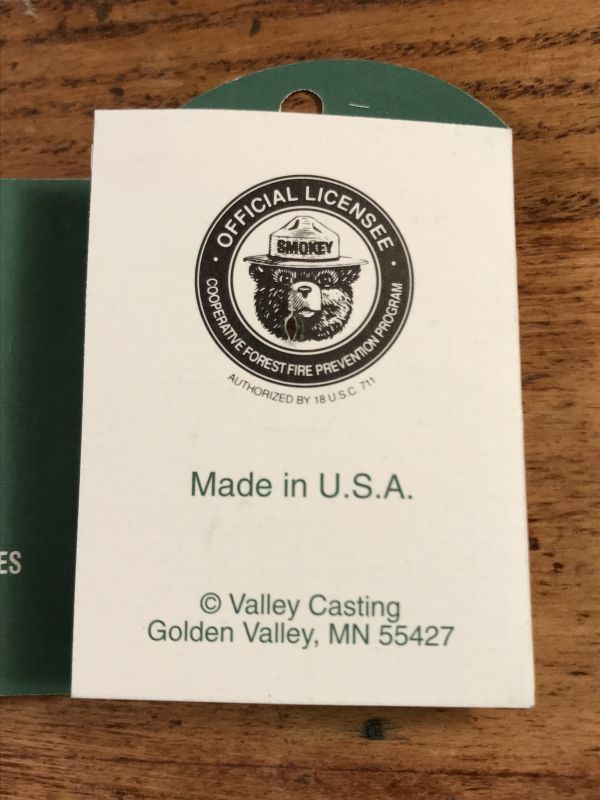 OFFICIAL LICENSEE
SMOKEY
COOPERATIVE FOREST FIRE PREVENTION PROGRAM
AUTHORIZED BY 18 U.S.C. 711
Made in U.S.A.
ES
© Valley Casting
Golden Valley, MN 55427